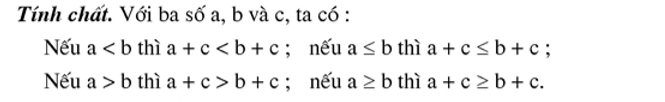 Tính chất. Với ba số a, b và c, ta có :
Nếu a < b thì a + c < b + c ; nếu a ≤ b thì a + c ≤ b + c ;
Nếu a > b thì a + c > b + c ; nếu a ≥ b thì a + c ≥ b + c.